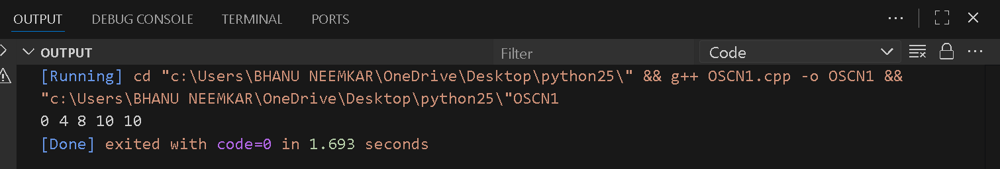 OUTPUT DEBUG CONSOLE TERMINAL PORTS
OUTPUT Filter Code
[Running] cd "c:\Users\BHANU NEEMKAR\OneDrive\Desktop\python25\" && g++ OSCN1.cpp -o OSCN1 &&
"c:\Users\BHANU NEEMKAR\OneDrive\Desktop\python25\"OSCN1
0 4 8 10 10
[Done] exited with code=0 in 1.693 seconds